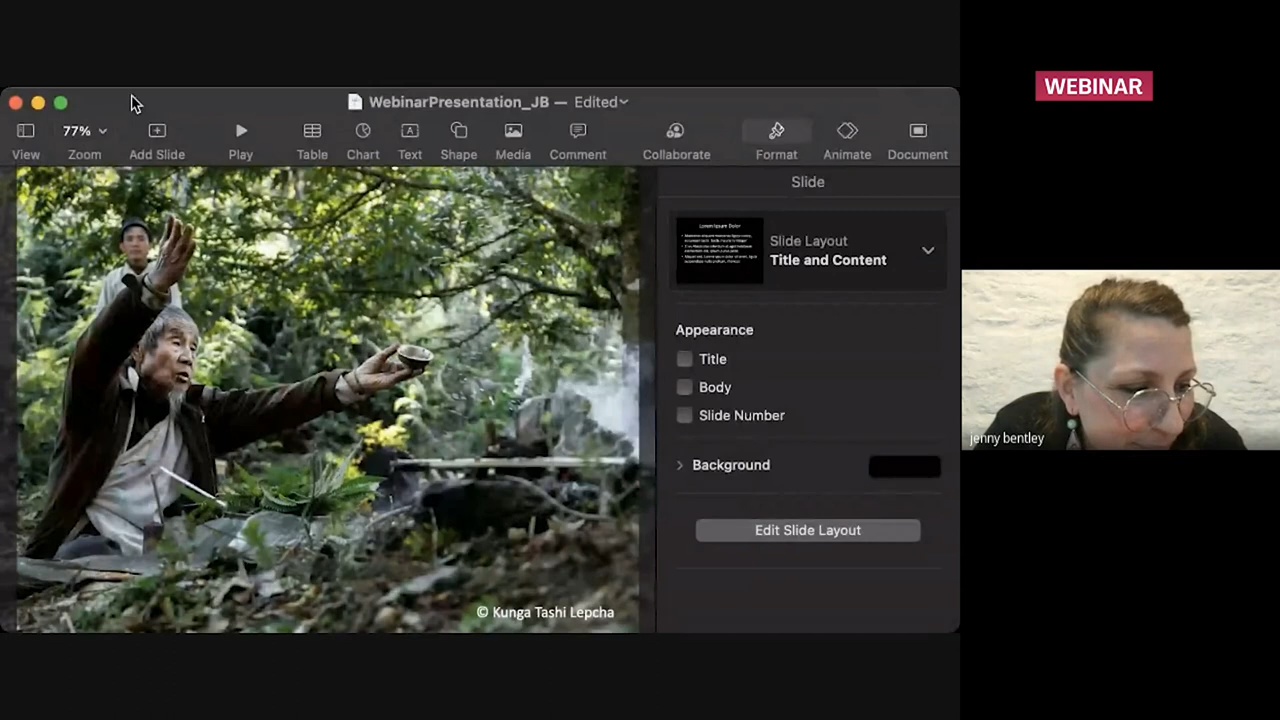 WEBINAR
WebinarPresentation_JB — Edited
77%
View
Zoom
Add Slide
Play
Table
Chart
Text
Shape
Media
Comment
Collaborate
Format
Animate
Document
Slide
Slide Layout
Title and Content
Appearance
Title
Body
Slide Number
Background
Edit Slide Layout
© Kunga Tashi Lepcha
jenny bentley